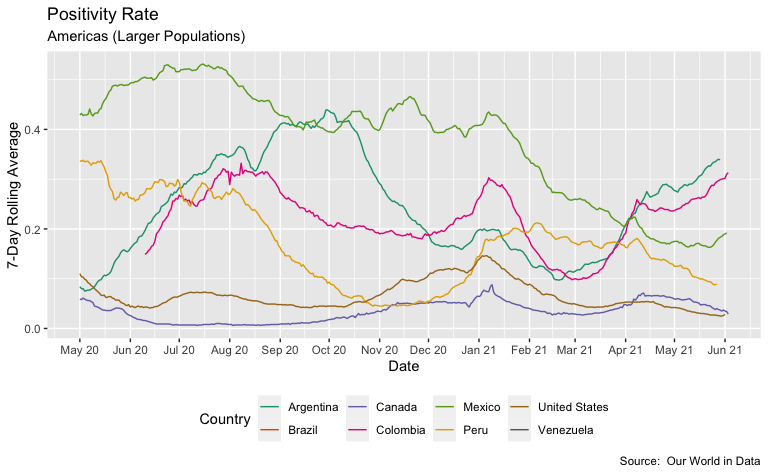 Positivity Rate
Americas (Larger Populations)
7-Day Rolling Average
0.4
0.2
0.0
May 20 Jun 20 Jul 20 Aug 20 Sep 20 Oct 20 Nov 20 Dec 20 Jan 21 Feb 21 Mar 21 Apr 21 May 21 Jun 21
Date
Country
Argentina Canada Mexico United States
Brazil Colombia Peru Venezuela
Source:  Our World in Data